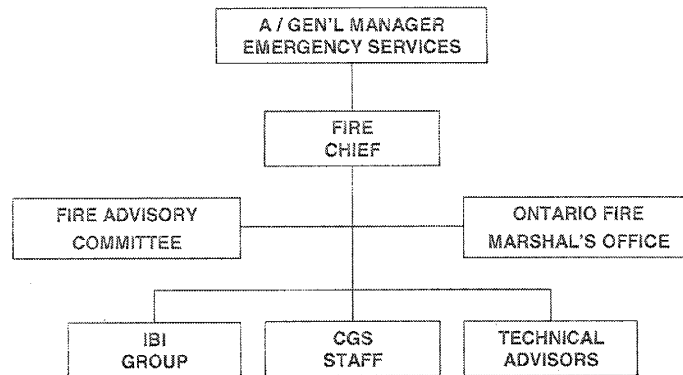 A / GEN'L MANAGER
EMERGENCY SERVICES
FIRE
CHIEF
FIRE ADVISORY
COMMITTEE
ONTARIO FIRE
MARSHAL'S OFFICE
IBI
GROUP
CGS
STAFF
TECHNICAL
ADVISORS